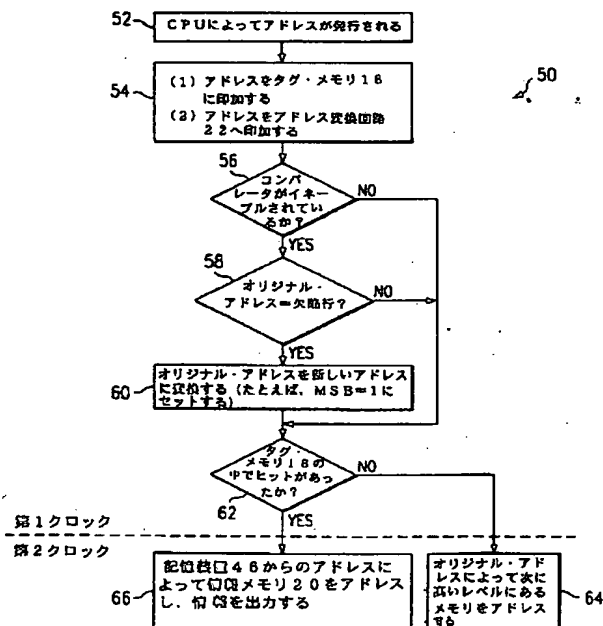 52
CPUによってアドレスが発行される
54
(1) アドレスをタグ・メモリ18
に印加する
(2) アドレスをアドレス変換回路
22へ印加する
50
56
コンパ
レータがイネー
ブルされてい
るか?
NO
YES
58
オリジナル・
アドレス=欠陥行?
NO
YES
60
オリジナル・アドレスを新しいアドレス
に変換する (たとえば、MSB=1に
セットする)
タグ・
メモリ18の
中でヒットがあっ
たか?
NO
62
YES
第1クロック
第2クロック
66
記憶装置46からのアドレスに
よって メモリ20をアドレス
し、 を出力する
オリジナル・アド
レスによって次に
高いレベルにある
メモリをアドレス
する
64